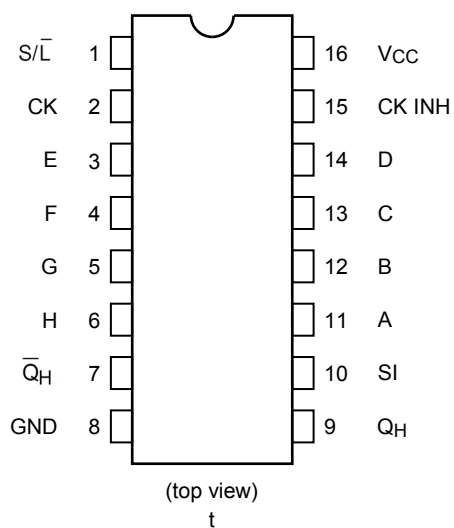 S/L̅ 1 16 VCC
CK 2 15 CK INH
E 3 14 D
F 4 13 C
G 5 12 B
H 6 11 A
Q̅H 7 10 SI
GND 8 9 QH
(top view)
t